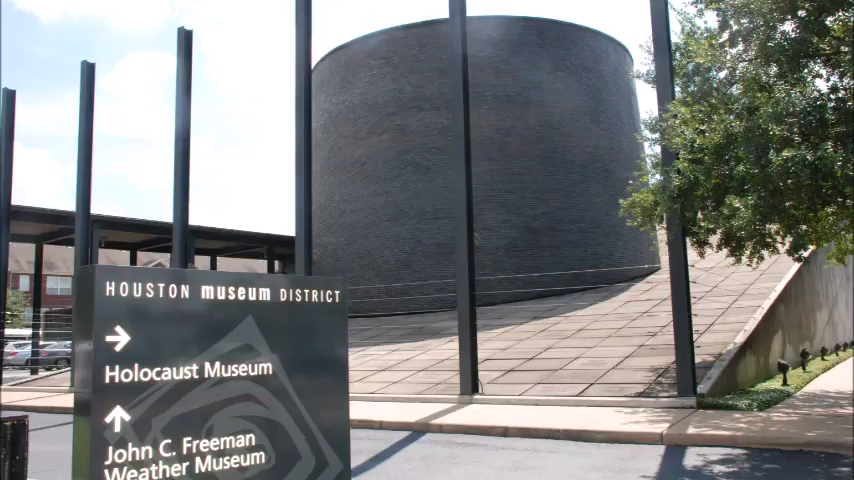 HOUSTON museum DISTRICT
→
Holocaust Museum
↑
John C. Freeman
Weather Museum